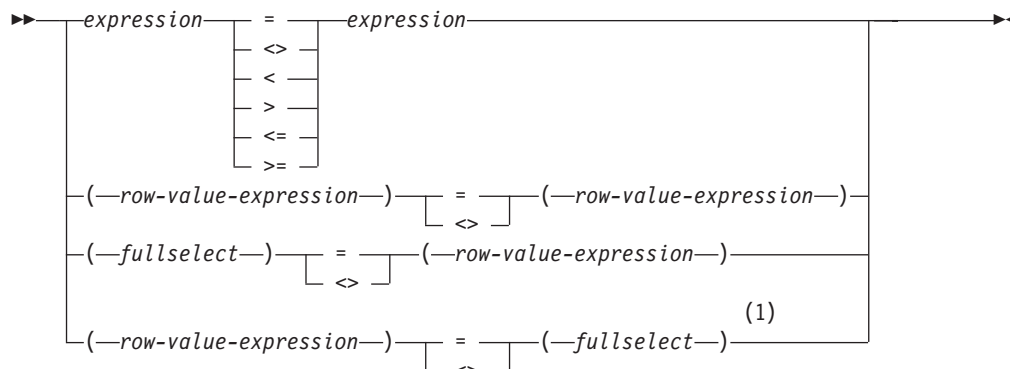 expression = expression
<>
<
>
<=
>=
( row-value-expression ) = ( row-value-expression )
<>
( fullselect ) = ( row-value-expression )
<>
(1)
( row-value-expression ) = ( fullselect )
<>